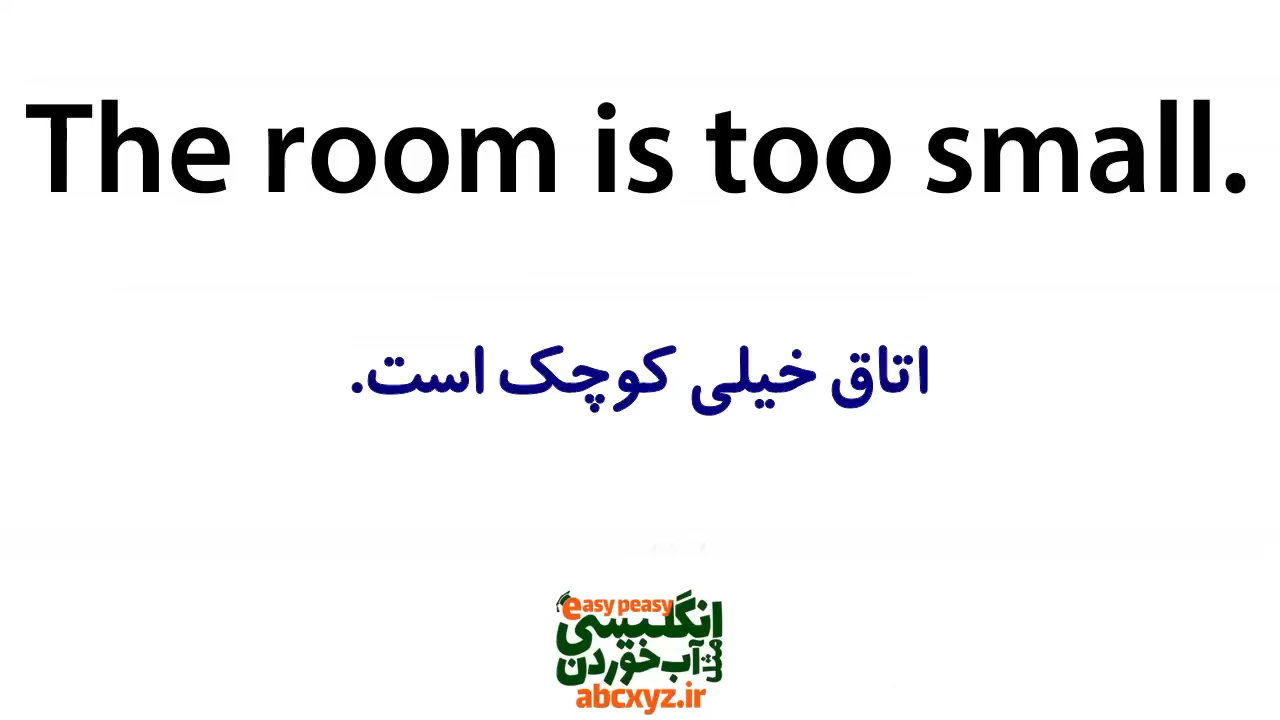 The room is too small.
اتاق خیلی کوچک است.
easy peasy
انگلیسی
مثل آب خوردن
abcxyz.ir